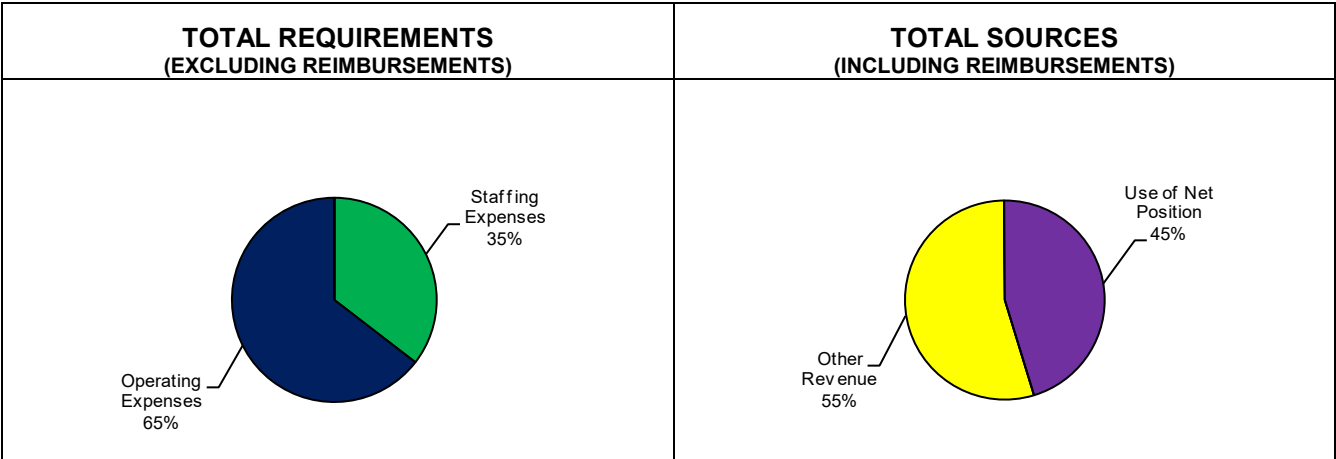 TOTAL REQUIREMENTS
(EXCLUDING REIMBURSEMENTS)
TOTAL SOURCES
(INCLUDING REIMBURSEMENTS)
Staffing
Expenses
35%
Operating
Expenses
65%
Use of Net
Position
45%
Other
Revenue
55%